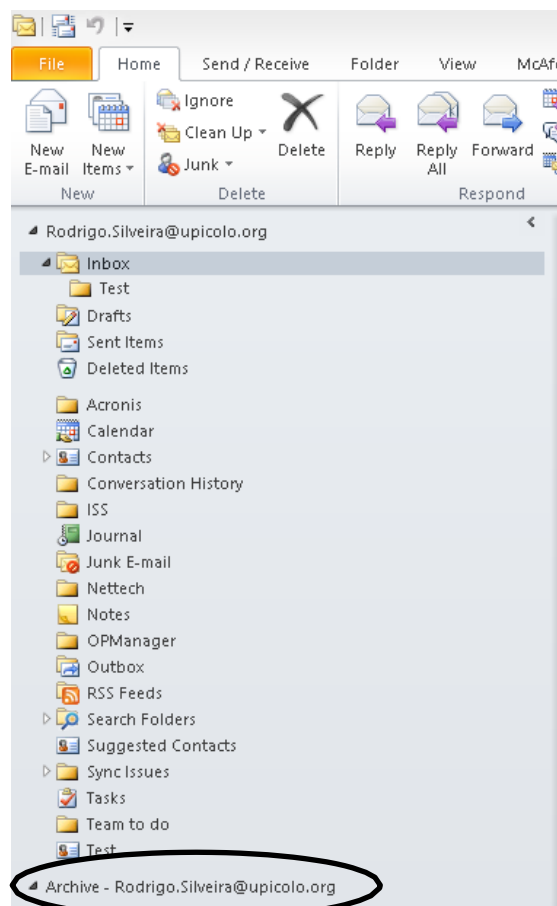 File Home Send / Receive Folder View McAfe
Ignore
Clean Up
Junk
New E-mail
New Items
Delete
Reply
Reply All
Forward
New Delete Respond
Rodrigo.Silveira@upicolo.org
Inbox
Test
Drafts
Sent Items
Deleted Items
Acronis
Calendar
Contacts
Conversation History
ISS
Journal
Junk E-mail
Nettech
Notes
OPManager
Outbox
RSS Feeds
Search Folders
Suggested Contacts
Sync Issues
Tasks
Team to do
Test
Archive - Rodrigo.Silveira@upicolo.org